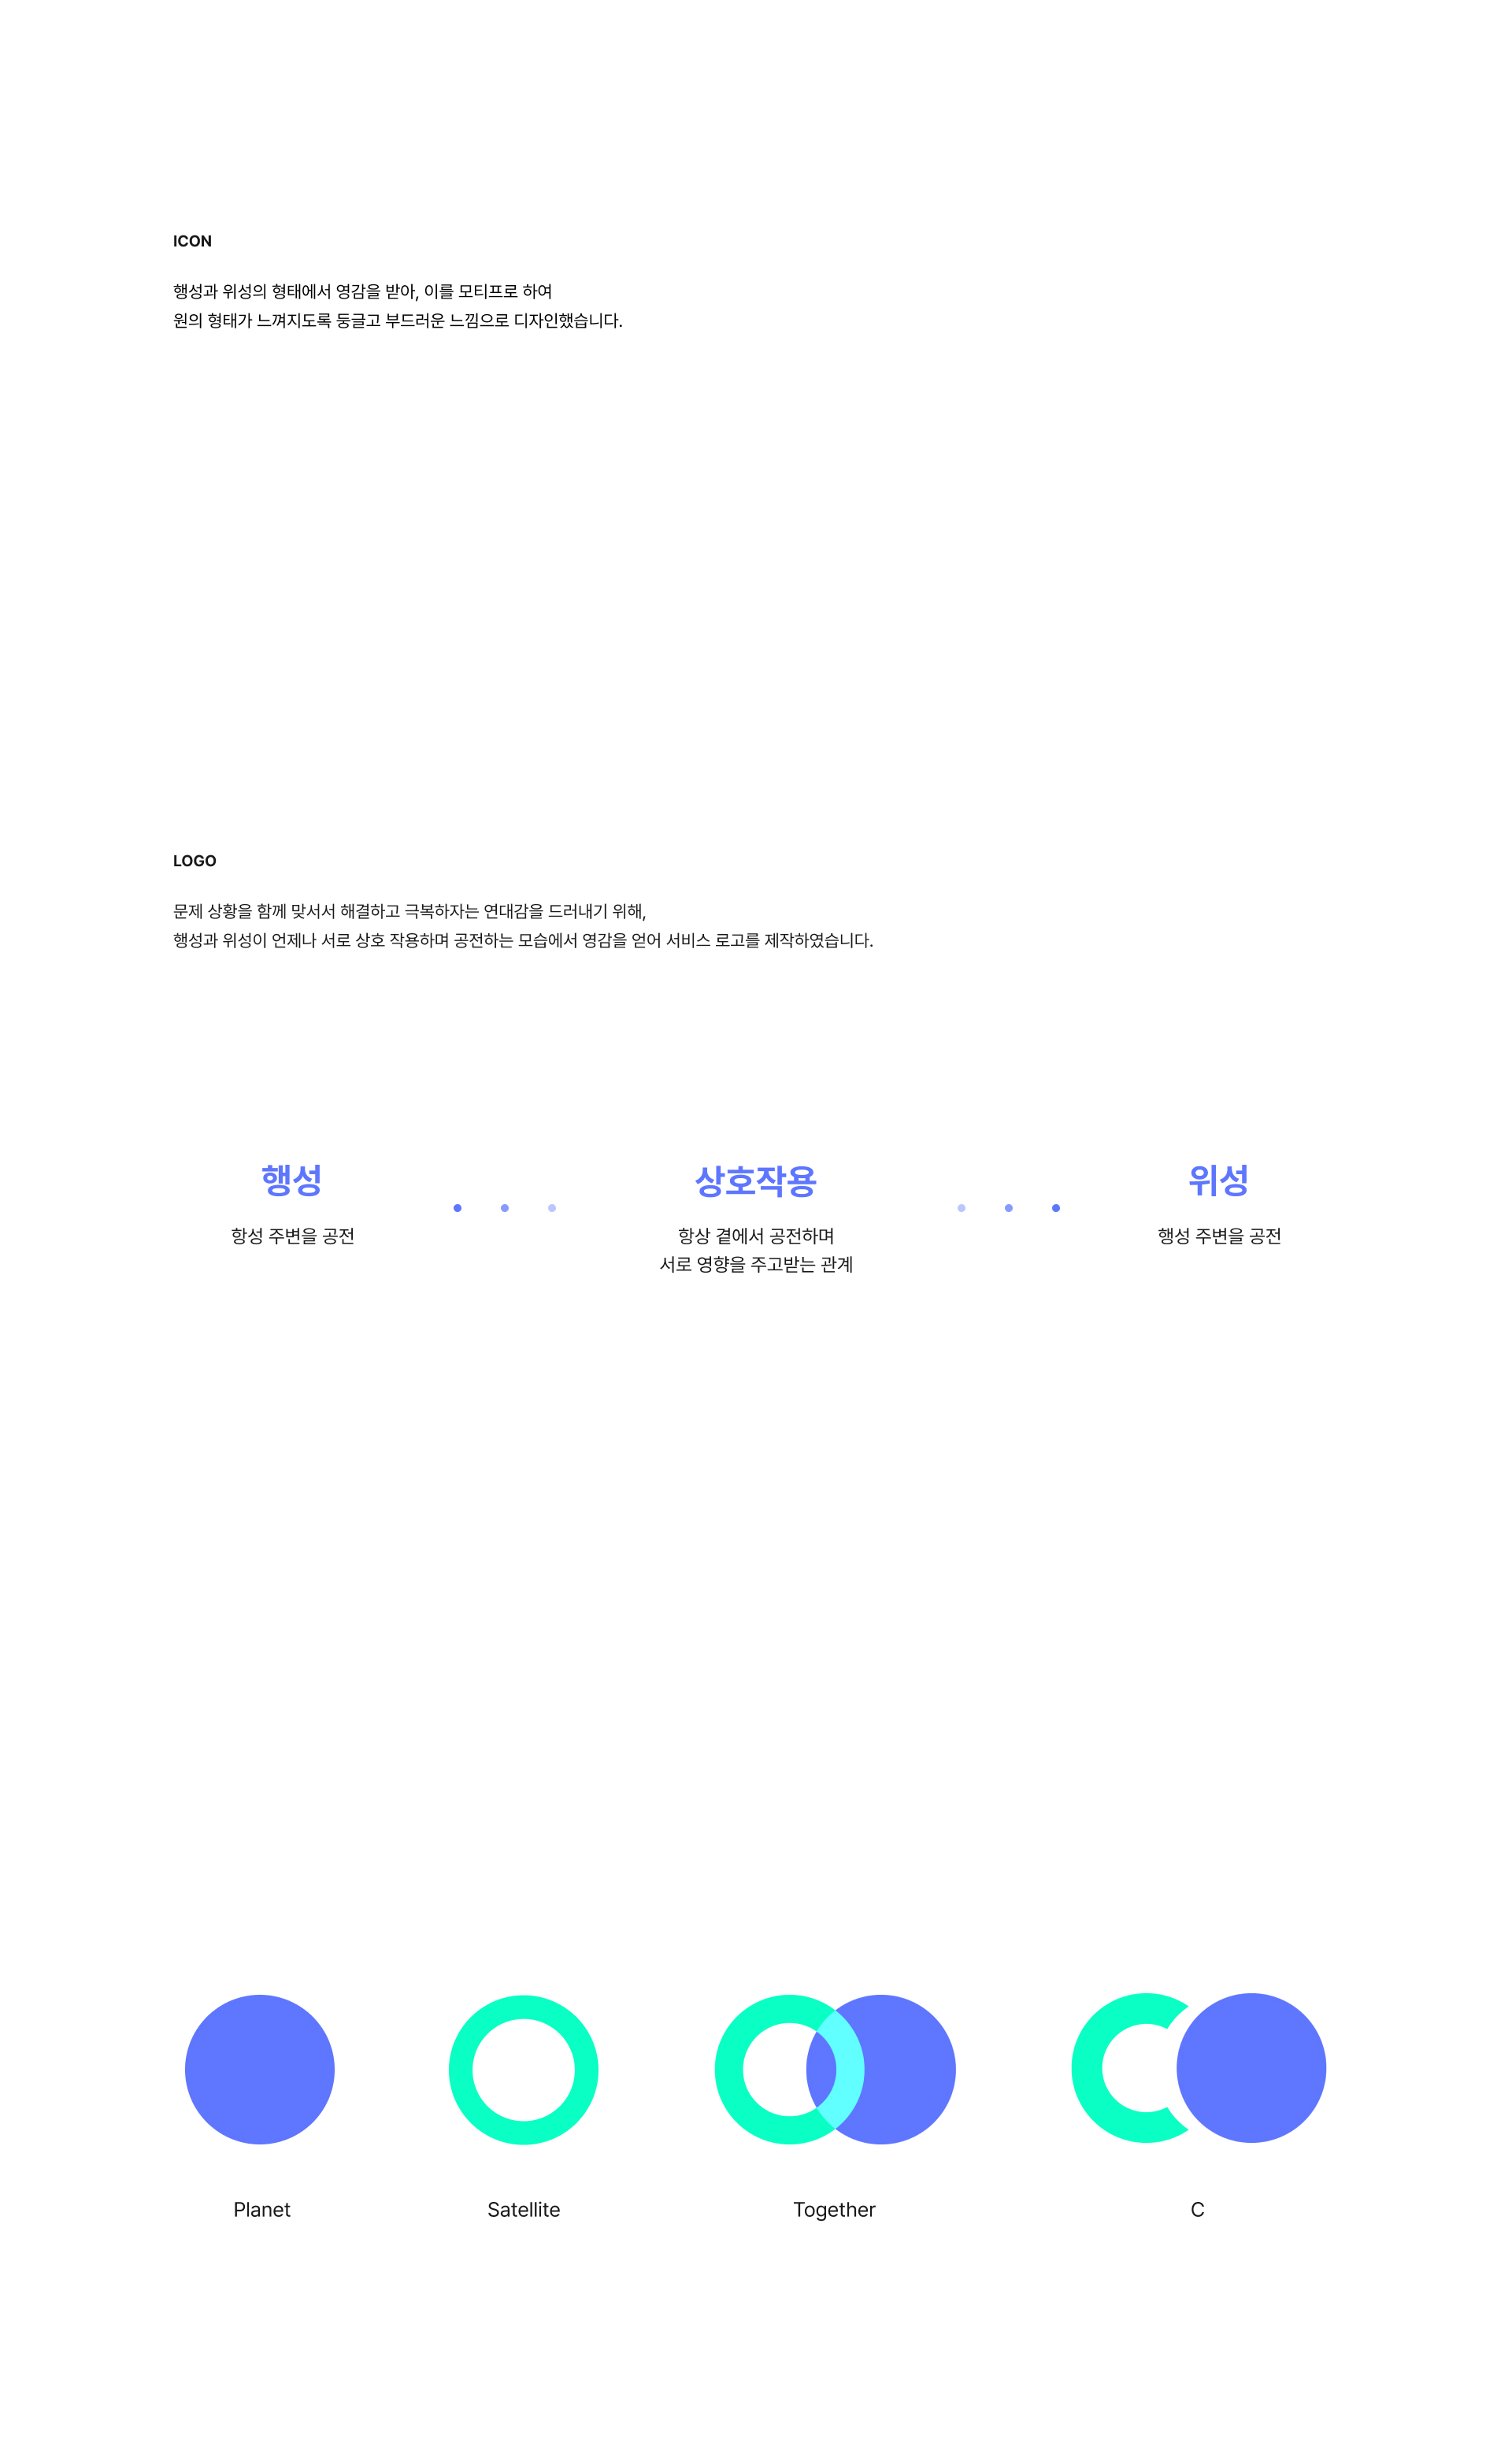 ICON
행성과 위성의 형태에서 영감을 받아, 이를 모티프로 하여
원의 형태가 느껴지도록 둥글고 부드러운 느낌으로 디자인했습니다.
LOGO
문제 상황을 함께 맞서서 해결하고 극복하자는 연대감을 드러내기 위해,
행성과 위성이 언제나 서로 상호 작용하며 공전하는 모습에서 영감을 얻어 서비스 로고를 제작하였습니다.
행성
항성 주변을 공전
상호작용
항상 곁에서 공전하며
서로 영향을 주고받는 관계
위성
행성 주변을 공전
Planet
Satellite
Together
C